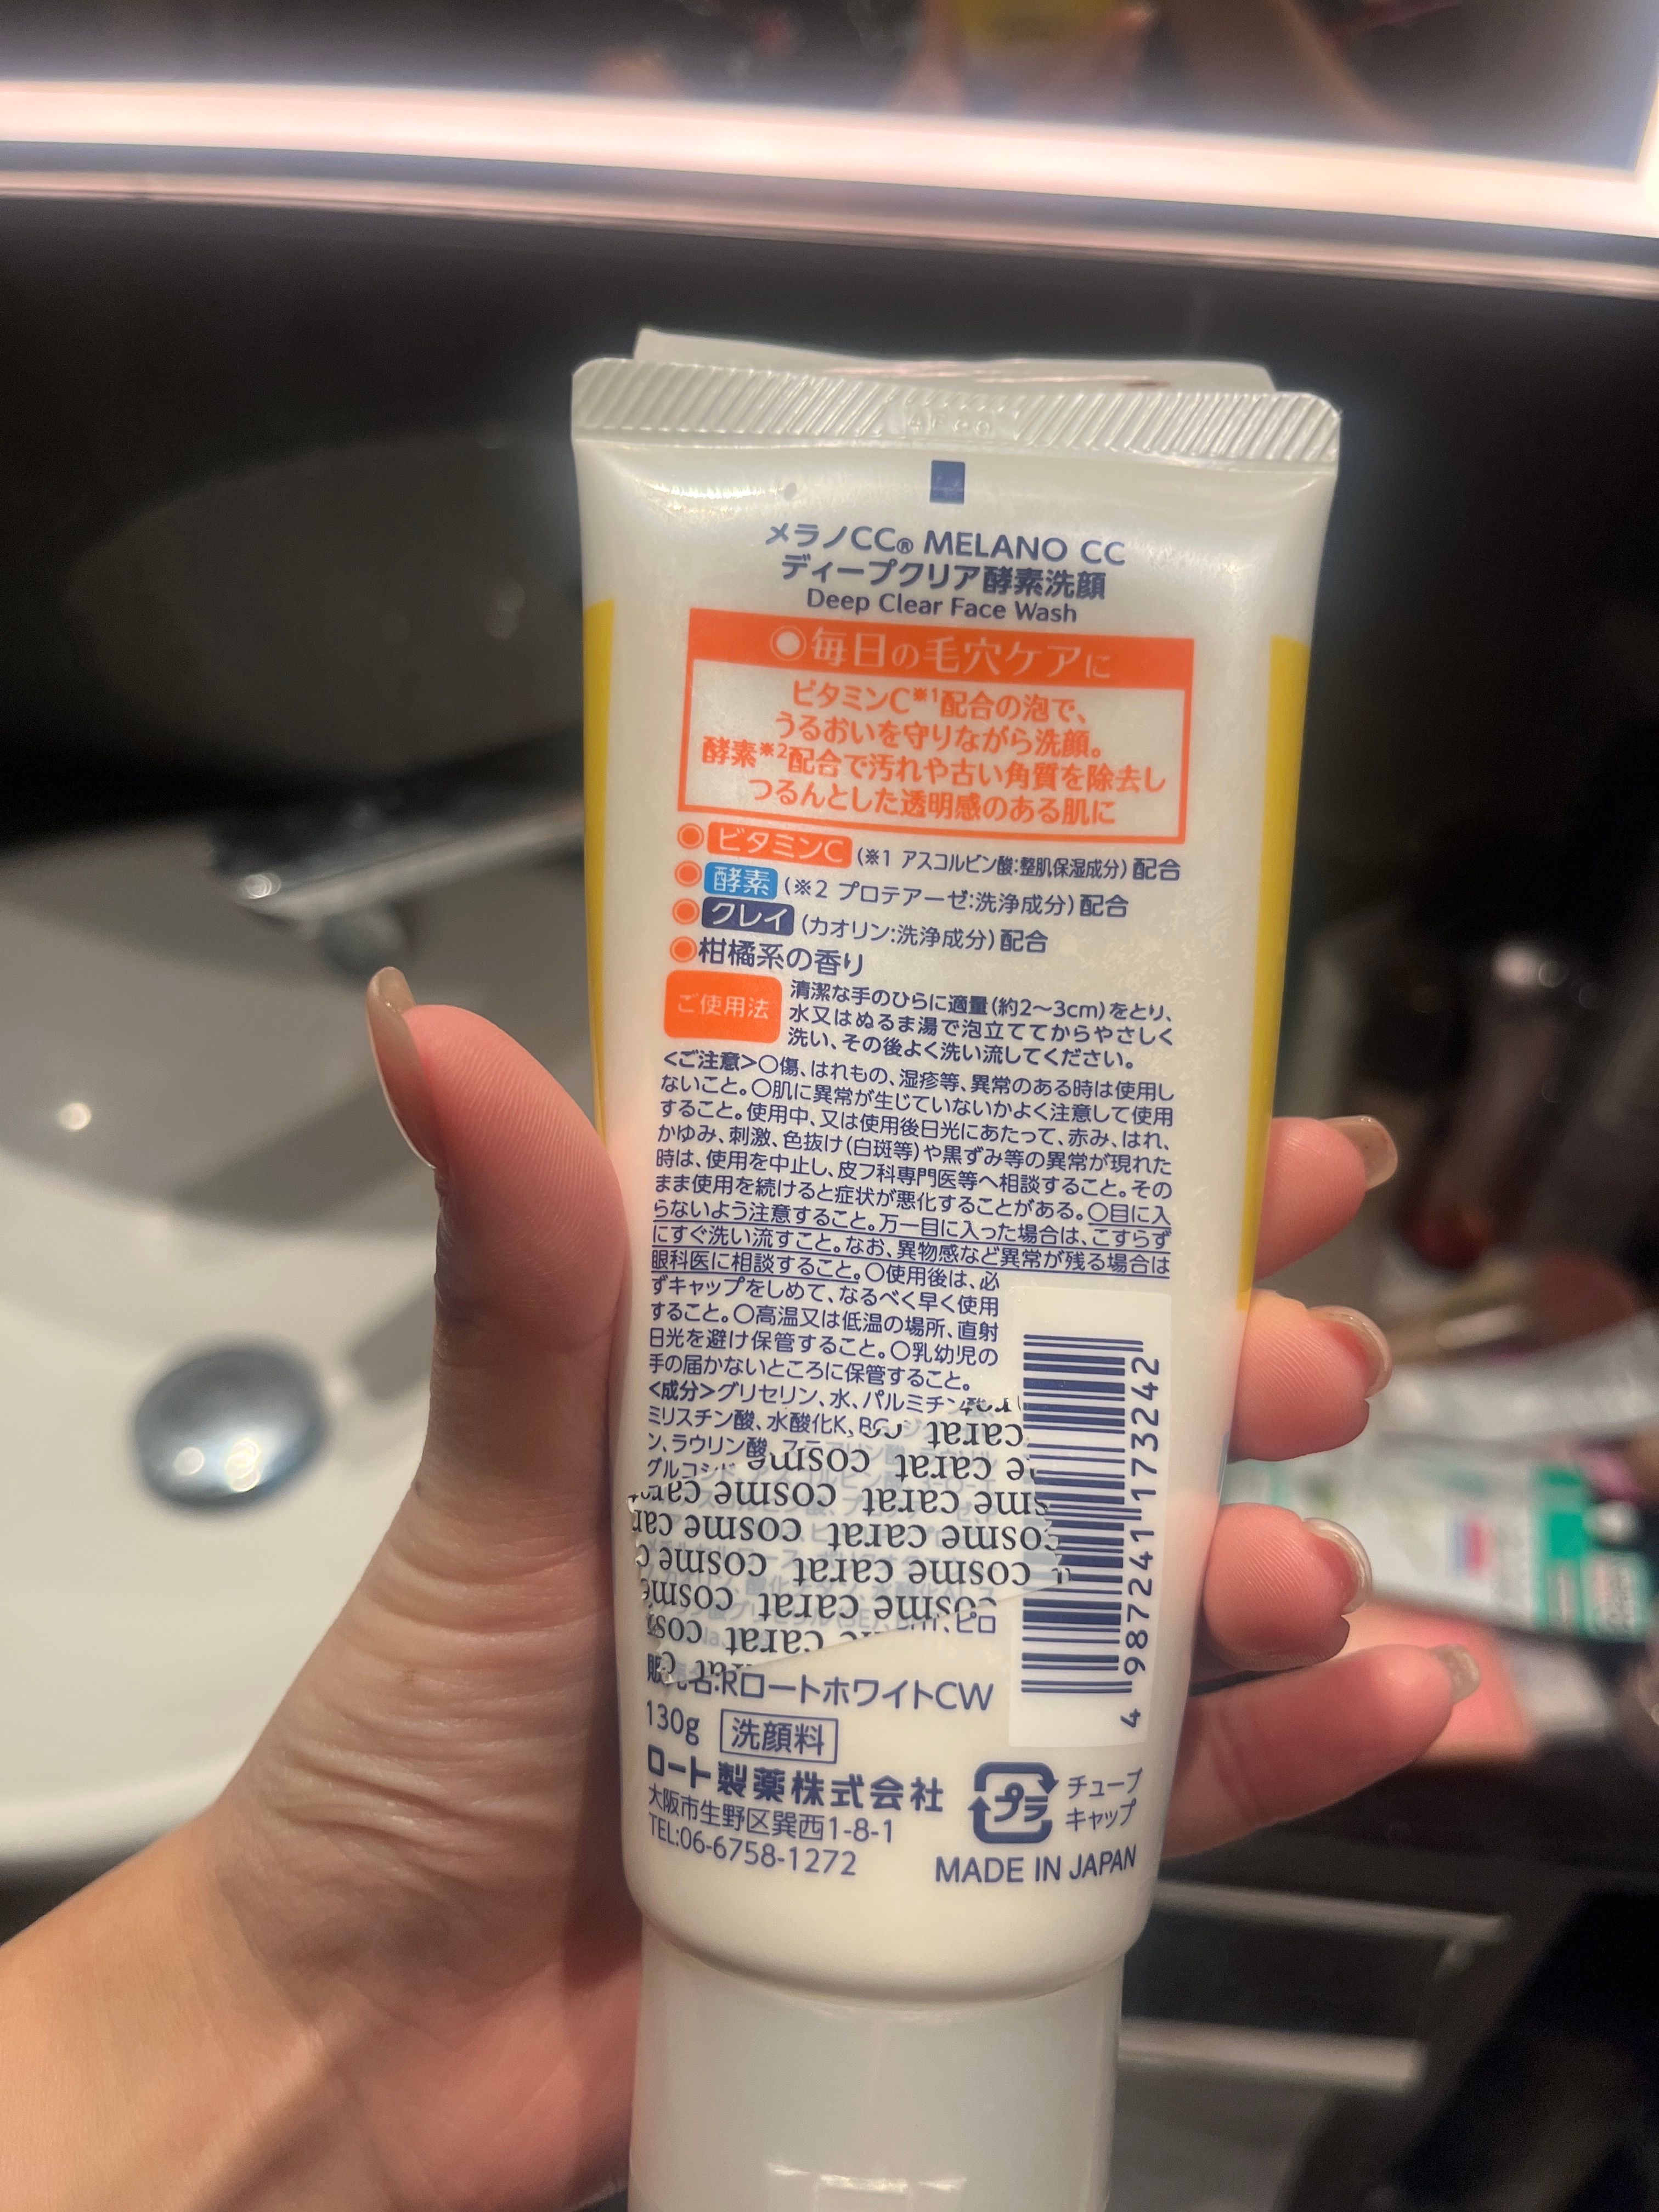 メラノCC® MELANO CC
ディープクリア酵素洗顔
Deep Clear Face Wash
◉毎日の毛穴ケアに
ビタミンC※1配合の泡で、
うるおいを守りながら洗顔。
酵素※2配合で汚れや古い角質を除去し
つるんとした透明感のある肌に
◉ビタミンC (※1 アスコルビン酸:整肌保湿成分) 配合
◉酵素 (※2 プロテアーゼ:洗浄成分) 配合
◉クレイ (カオリン:洗浄成分) 配合
◉柑橘系の香り
ご使用法
清潔な手のひらに適量(約2〜3cm)をとり、
水又はぬるま湯で泡立ててからやさしく
洗い、その後よく洗い流してください。
<ご注意>○傷、はれもの、湿疹等、異常のある時は使用し
ないこと。○肌に異常が生じていないかよく注意して使用
すること。使用中、又は使用後日光にあたって、赤み、はれ、
かゆみ、刺激、色抜け(白斑等)や黒ずみ等の異常が現れた
時は、使用を中止し、皮フ科専門医等へ相談すること。その
まま使用を続けると症状が悪化することがある。○目に入
らないよう注意すること。万一目に入った場合は、こすらず
にすぐ洗い流すこと。なお、異物感など異常が残る場合は
眼科医に相談すること。○使用後は、必
ずキャップをしめて、なるべく早く使用
すること。○高温又は低温の場所、直射
日光を避け保管すること。○乳幼児の
手の届かないところに保管すること。
<成分>グリセリン、水、パルミチン酸、
ミリスチン酸、水酸化K、BG、
ン、ラウリン酸、
グルコシド、
carat
cosme carat
cosme carat
cosme carat cosme
cosme carat cosme
cosme carat cosme
cosme carat
ピロ
販売名:RロートホワイトCW
130g 洗顔料
ロート製薬株式会社
大阪市生野区巽西1-8-1
TEL:06-6758-1272
4 987241 173242
プラ
チューブ
キャップ
MADE IN JAPAN